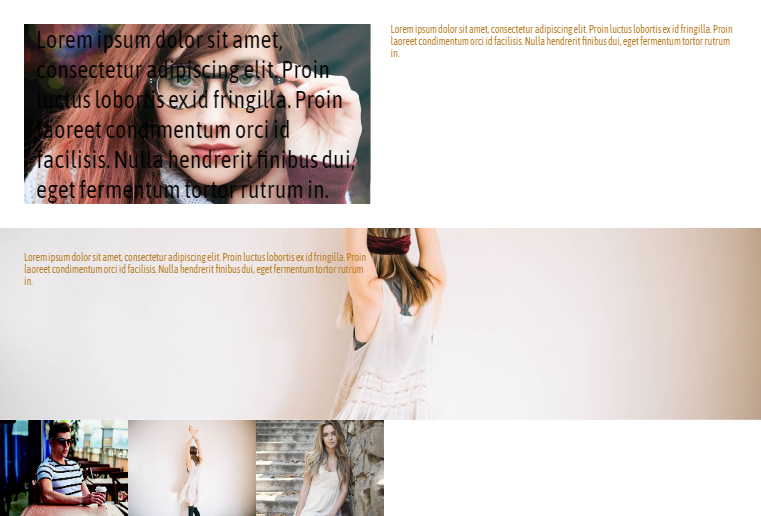 Lorem ipsum dolor sit amet,
consectetur adipiscing elit. Proin
luctus lobortis ex id fringilla. Proin
laoreet condimentum orci id
facilisis. Nulla hendrerit finibus dui,
eget fermentum tortor rutrum in.
Lorem ipsum dolor sit amet, consectetur adipiscing elit. Proin luctus lobortis ex id fringilla. Proin
laoreet condimentum orci id facilisis. Nulla hendrerit finibus dui, eget fermentum tortor rutrum
in.
Lorem ipsum dolor sit amet, consectetur adipiscing elit. Proin luctus lobortis ex id fringilla. Proin
laoreet condimentum orci id facilisis. Nulla hendrerit finibus dui, eget fermentum tortor rutrum
in.